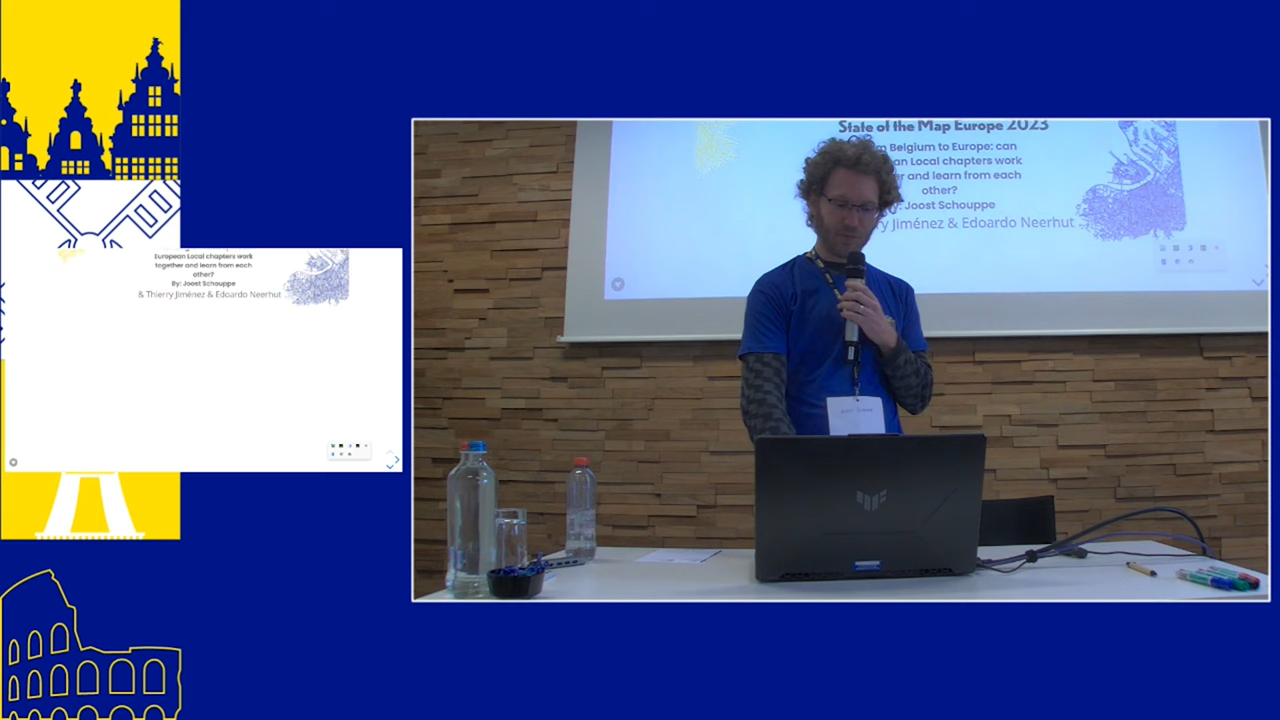 European Local chapters work
together and learn from each
other?
By: Joost Schouppe
& Thierry Jiménez & Edoardo Neerhut
State of the Map Europe 2023
Belgium to Europe: can
Local chapters work
and learn from each
other?
Joost Schouppe
Jiménez & Edoardo Neerhut